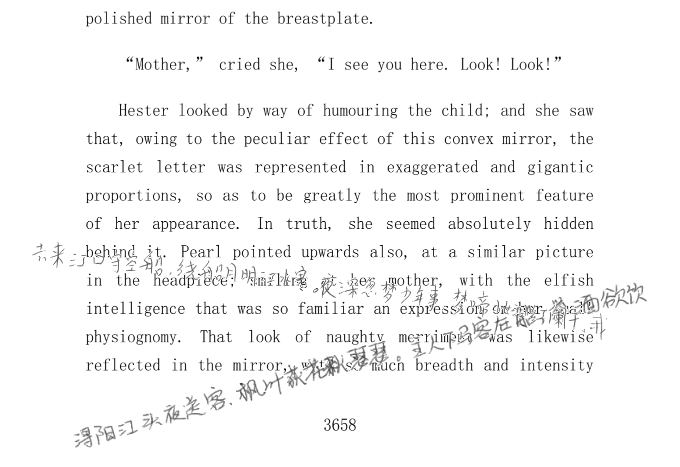 polished mirror of the breastplate.
“Mother,” cried she, “I see you here. Look! Look!”
Hester looked by way of humouring the child; and she saw
that, owing to the peculiar effect of this convex mirror, the
scarlet letter was represented in exaggerated and gigantic
proportions, so as to be greatly the most prominent feature
of her appearance. In truth, she seemed absolutely hidden
behind it. Pearl pointed upwards also, at a similar picture
in the headpiece; smiling at her mother, with the elfish
intelligence that was so familiar an expression on her small
physiognomy. That look of naughty merriment was likewise
reflected in the mirror, with so much breadth and intensity
去来江口守空船,绕船月明江水寒。夜深忽梦少年事,梦啼妆泪红阑干
浔阳江头夜送客,枫叶荻花秋瑟瑟。主人下马客在船,举酒欲饮
3658